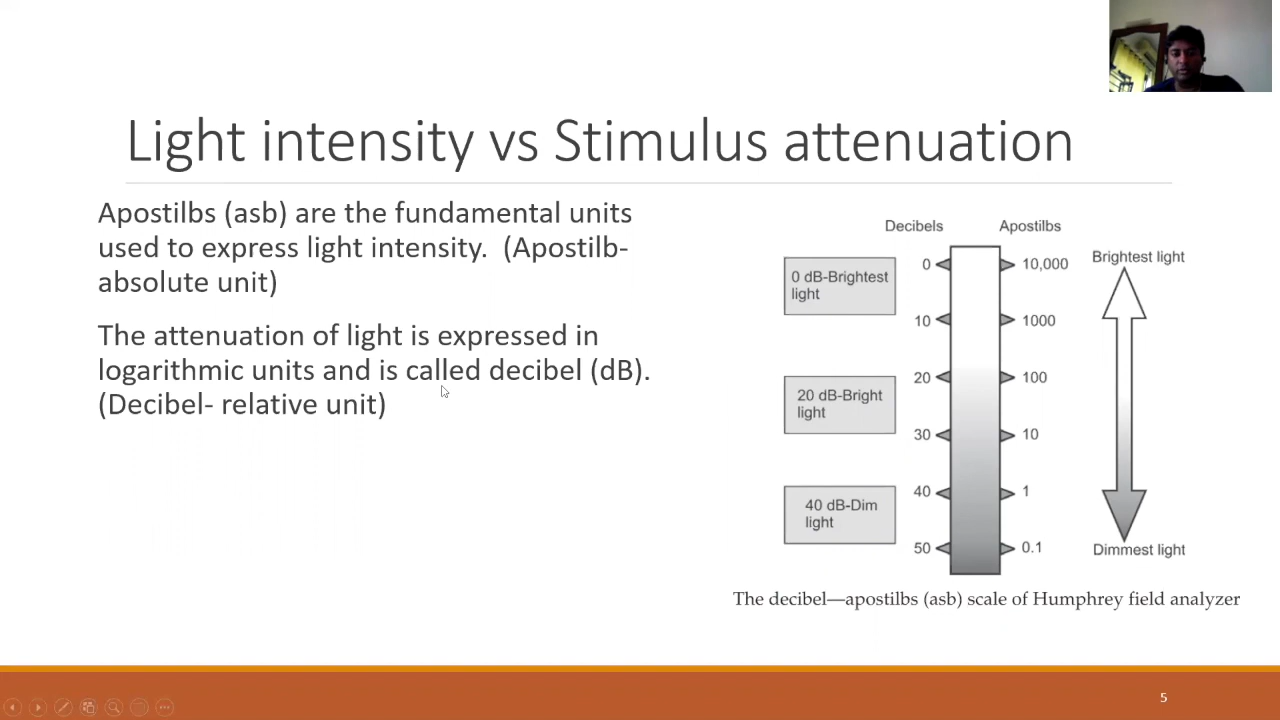 Light intensity vs Stimulus attenuation
Apostilbs (asb) are the fundamental units
used to express light intensity.  (Apostilb-
absolute unit)
The attenuation of light is expressed in
logarithmic units and is called decibel (dB).
(Decibel- relative unit)
Decibels
Apostilbs
0 dB-Brightest
light
20 dB-Bright
light
40 dB-Dim
light
0
10,000
10
1000
20
100
30
10
40
1
50
0.1
Brightest light
Dimmest light
The decibel—apostilbs (asb) scale of Humphrey field analyzer
5